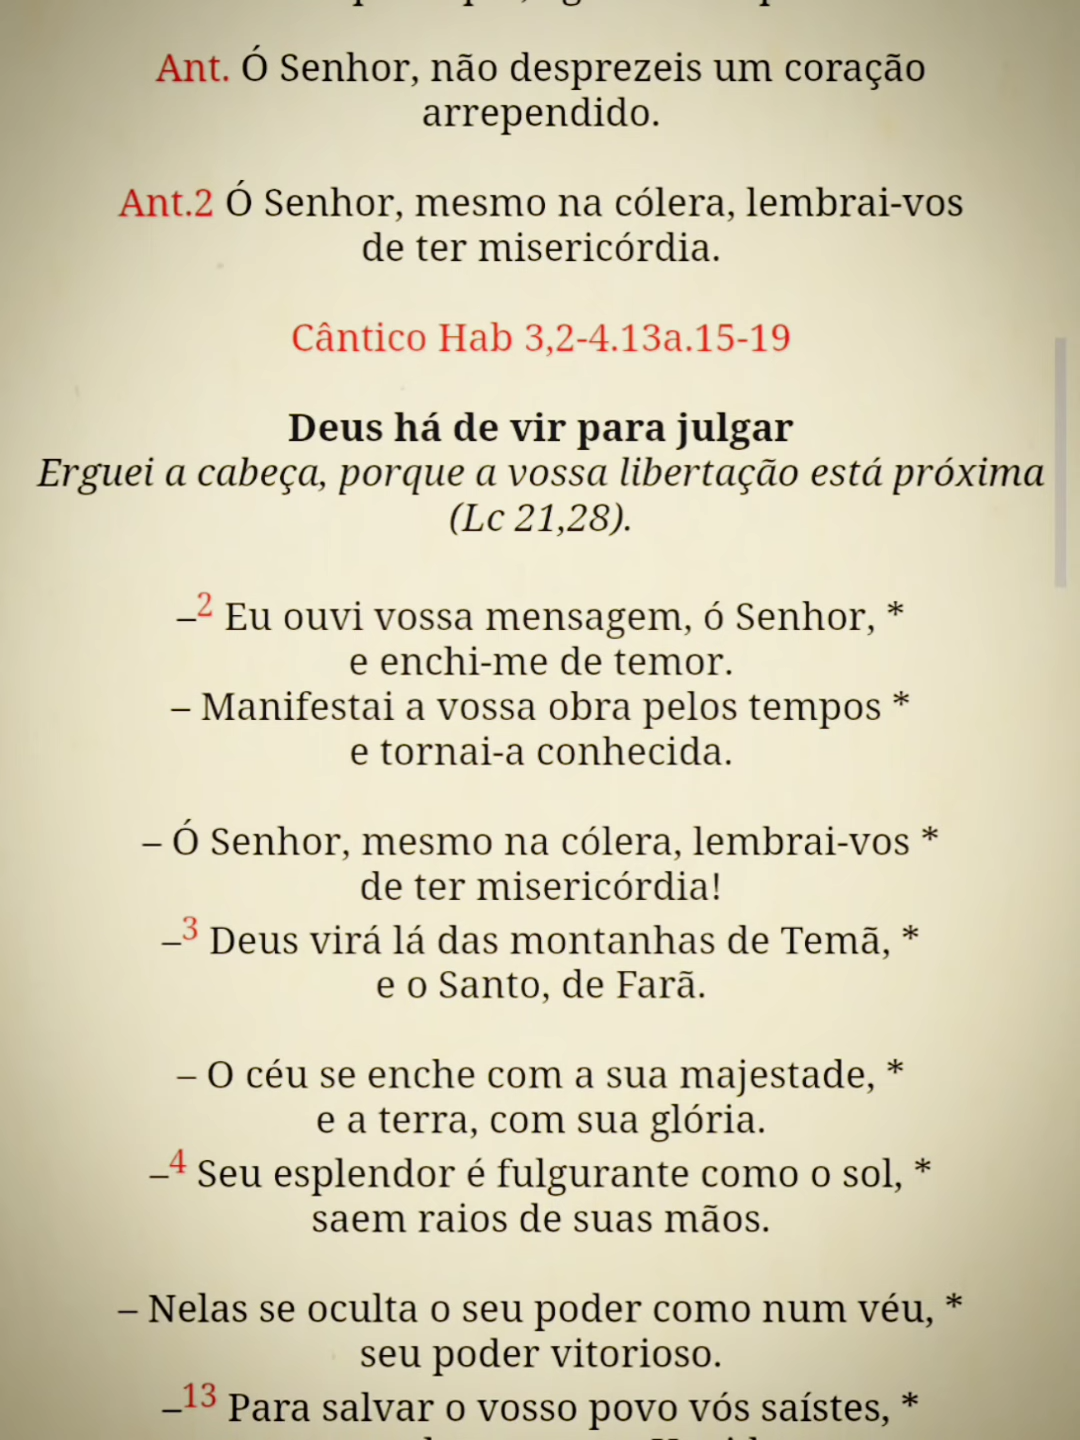 Ant. Ó Senhor, não desprezeis um coração
arrependido.
Ant.2 Ó Senhor, mesmo na cólera, lembrai-vos
de ter misericórdia.
Cântico Hab 3,2-4.13a.15-19
Deus há de vir para julgar
Erguei a cabeça, porque a vossa libertação está próxima
(Lc 21,28).
–2 Eu ouvi vossa mensagem, ó Senhor, *
e enchi-me de temor.
– Manifestai a vossa obra pelos tempos *
e tornai-a conhecida.
– Ó Senhor, mesmo na cólera, lembrai-vos *
de ter misericórdia!
–3 Deus virá lá das montanhas de Temã, *
e o Santo, de Farã.
– O céu se enche com a sua majestade, *
e a terra, com sua glória.
–4 Seu esplendor é fulgurante como o sol, *
saem raios de suas mãos.
– Nelas se oculta o seu poder como num véu, *
seu poder vitorioso.
–13 Para salvar o vosso povo vós saístes, *